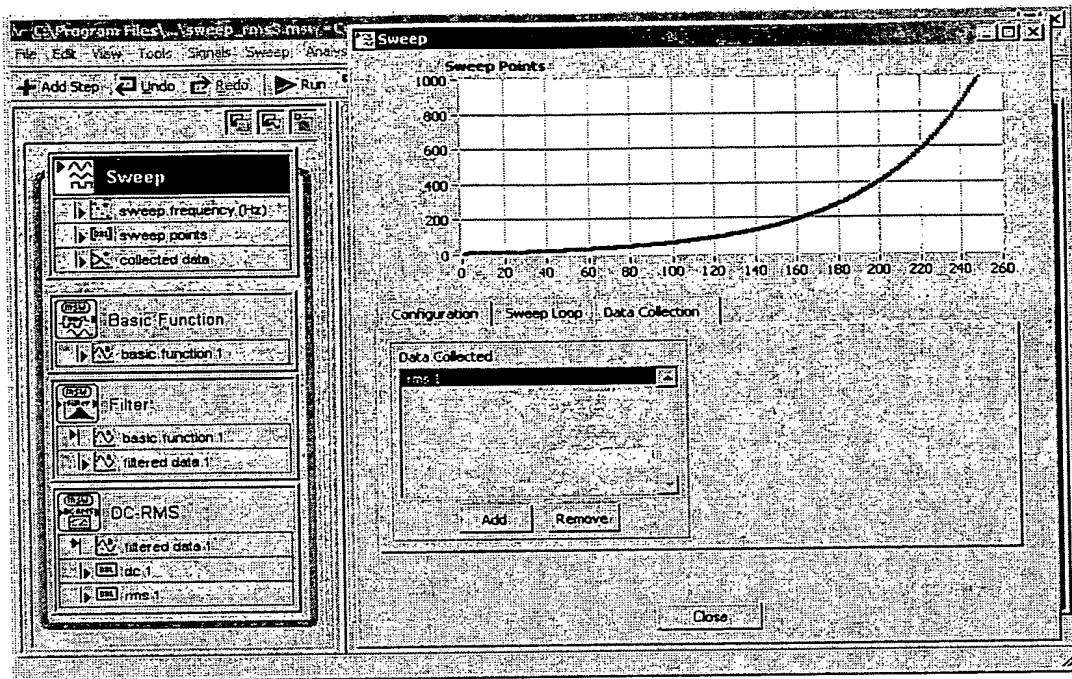 C:\Program Files\...\sweep_rms3.msw
File Edit View Tools Signals Sweep
Add Step Undo Redo Run
Sweep
sweep frequency (Hz)
sweep points
collected data
Basic Function
basic function 1
Filter
basic function 1
filtered data 1
DC-RMS
filtered data 1
dc 1
rms 1
Sweep
Sweep Points
1000
800
600
400
200
0
0 20 40 60 80 100 120 140 160 180 200 220 240 260
Configuration Sweep Loop Data Collection
Data Collected
rms 1
Add Remove
Close